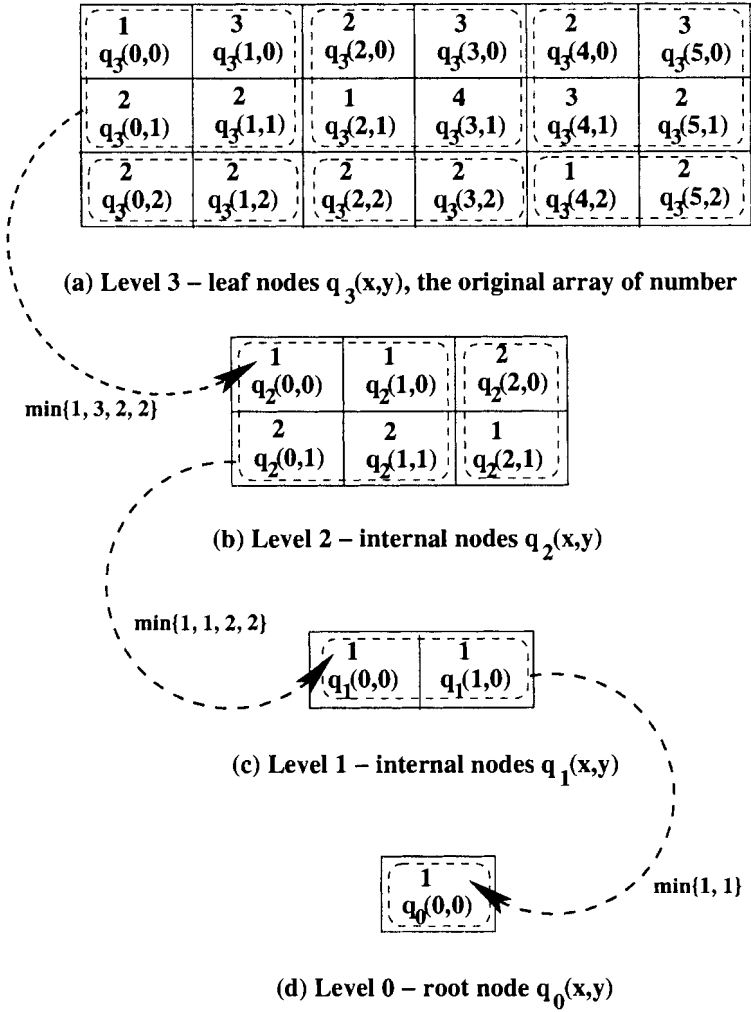 1 3 2 3 2 3
q3(0,0) q3(1,0) q3(2,0) q3(3,0) q3(4,0) q3(5,0)
2 2 1 4 3 2
q3(0,1) q3(1,1) q3(2,1) q3(3,1) q3(4,1) q3(5,1)
2 2 2 2 1 2
q3(0,2) q3(1,2) q3(2,2) q3(3,2) q3(4,2) q3(5,2)
(a) Level 3 – leaf nodes q3(x,y), the original array of number
1 1 2
q2(0,0) q2(1,0) q2(2,0)
min{1, 3, 2, 2}
2 2 1
q2(0,1) q2(1,1) q2(2,1)
(b) Level 2 – internal nodes q2(x,y)
min{1, 1, 2, 2}
1 1
q1(0,0) q1(1,0)
(c) Level 1 – internal nodes q1(x,y)
1
q0(0,0)
min{1, 1}
(d) Level 0 – root node q0(x,y)